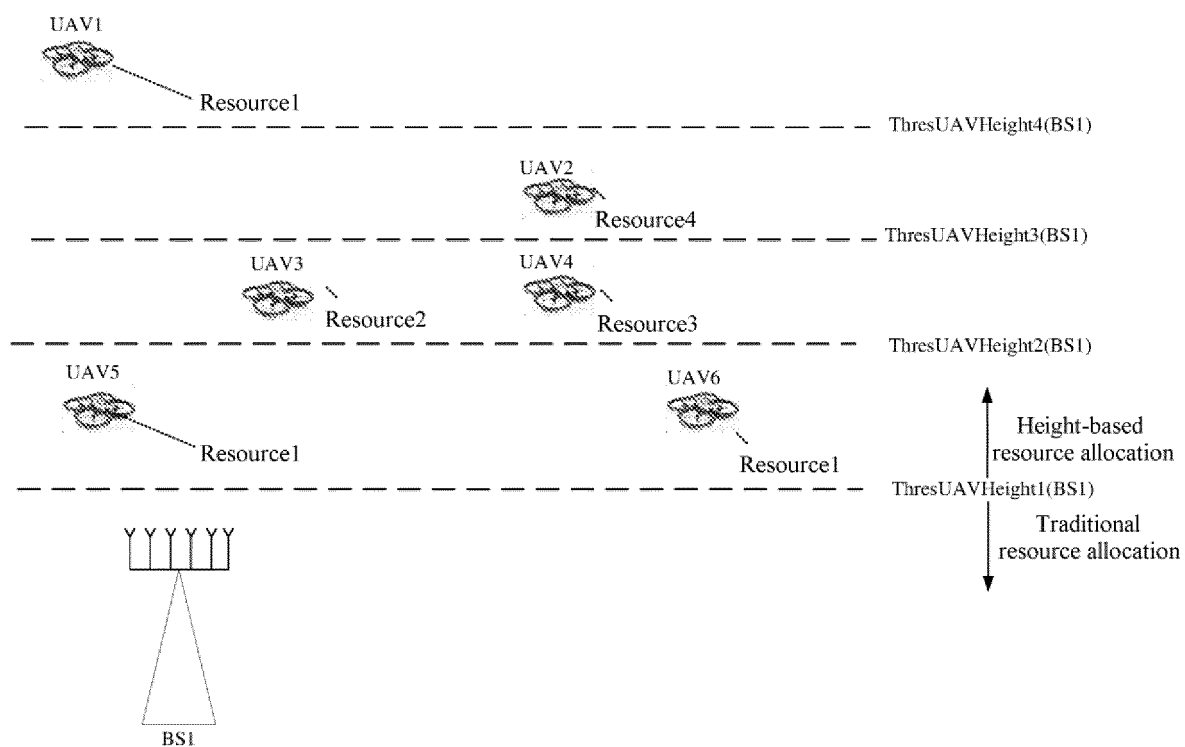 UAV1
Resource1
ThresUAVHeight4(BS1)
UAV2
Resource4
ThresUAVHeight3(BS1)
UAV3
UAV4
Resource2
Resource3
ThresUAVHeight2(BS1)
UAV5
UAV6
Resource1
Resource1
Height-based
resource allocation
ThresUAVHeight1(BS1)
Traditional
resource allocation
BS1